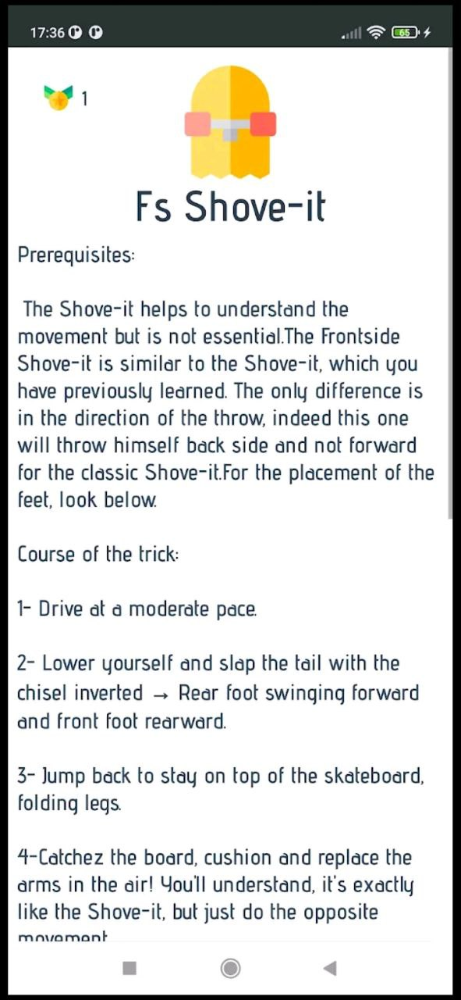 17:36
65
1
Fs Shove-it
Prerequisites:
The Shove-it helps to understand the
movement but is not essential.The Frontside
Shove-it is similar to the Shove-it, which you
have previously learned. The only difference is
in the direction of the throw, indeed this one
will throw himself back side and not forward
for the classic Shove-it.For the placement of the
feet, look below.
Course of the trick:
1- Drive at a moderate pace.
2- Lower yourself and slap the tail with the
chisel inverted → Rear foot swinging forward
and front foot rearward.
3- Jump back to stay on top of the skateboard,
folding legs.
4-Catchez the board, cushion and replace the
arms in the air! You'll understand, it's exactly
like the Shove-it, but just do the opposite
movement